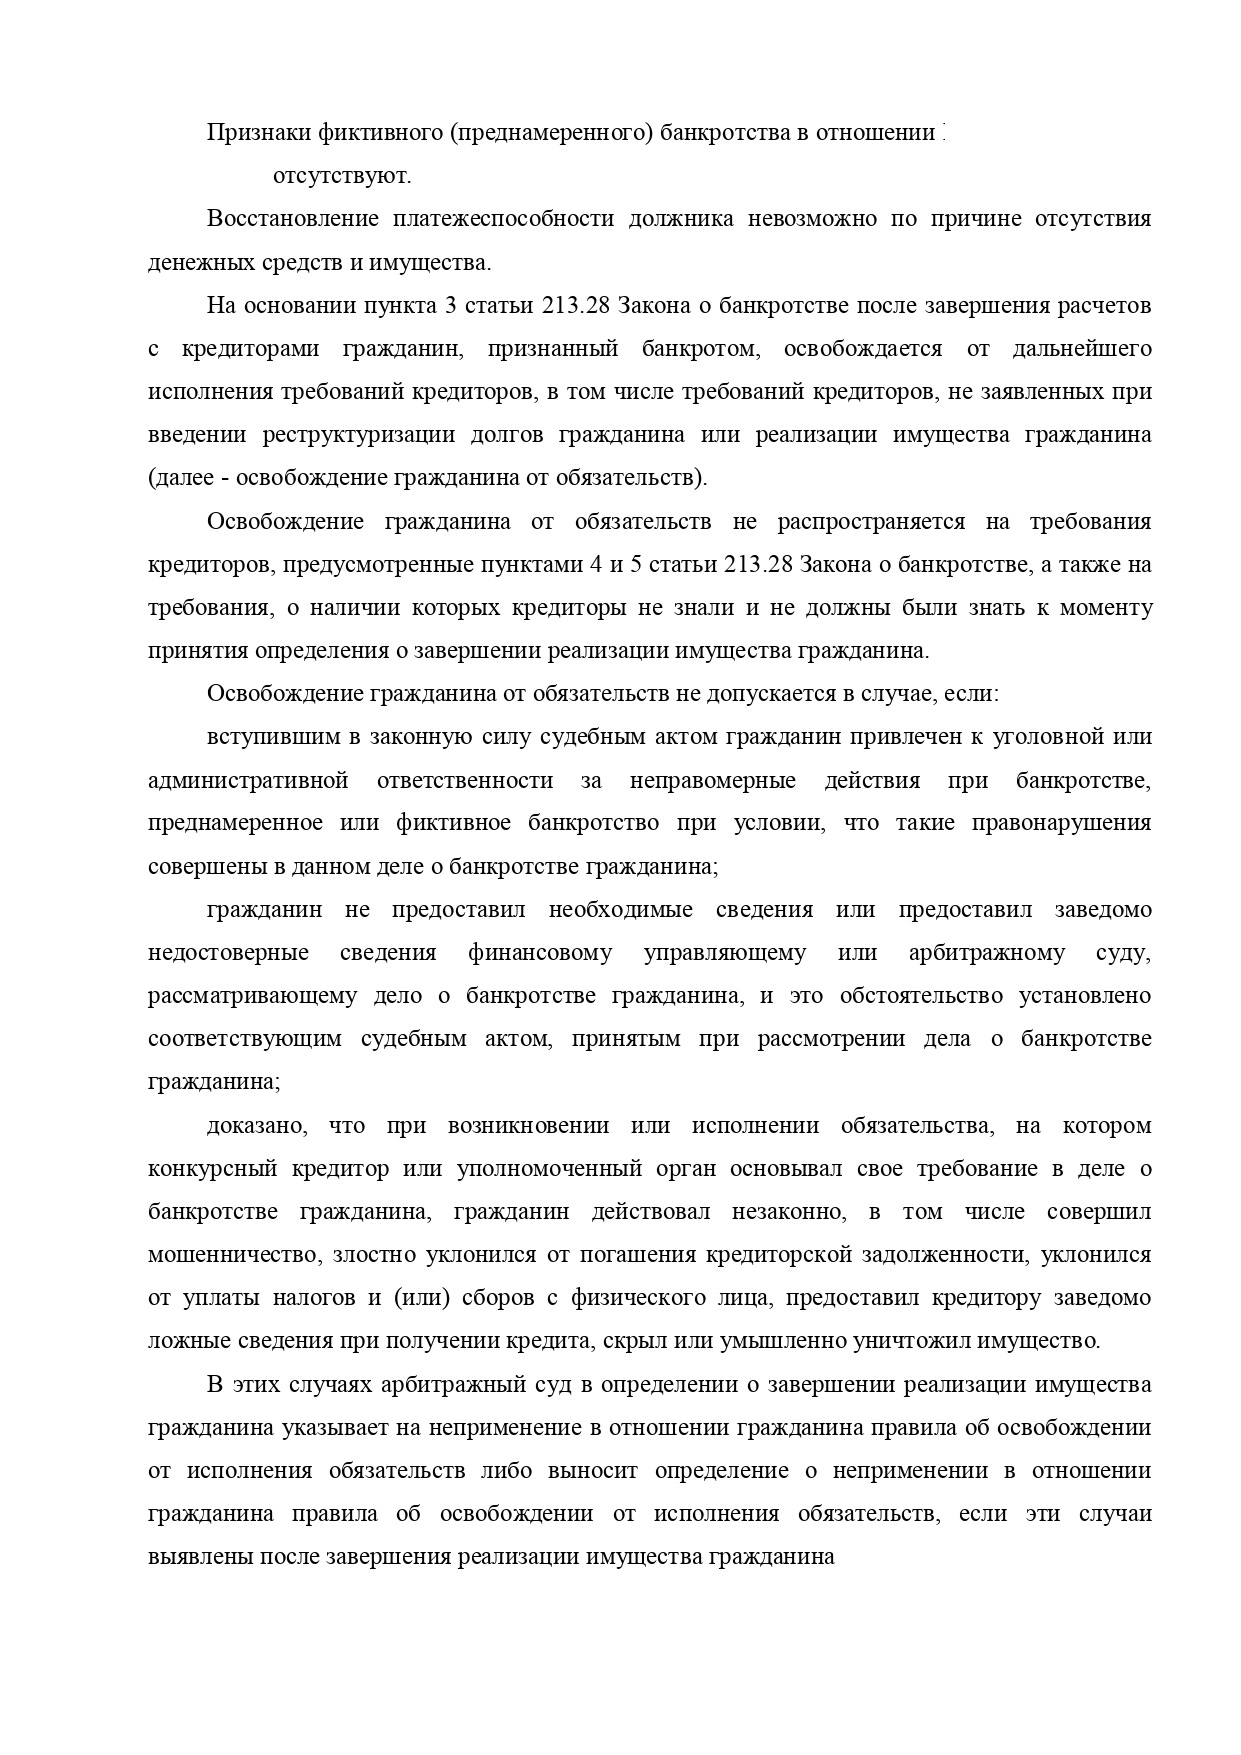 Признаки фиктивного (преднамеренного) банкротства в отношении
отсутствуют.
Восстановление платежеспособности должника невозможно по причине отсутствия
денежных средств и имущества.
На основании пункта 3 статьи 213.28 Закона о банкротстве после завершения расчетов
с кредиторами гражданин, признанный банкротом, освобождается от дальнейшего
исполнения требований кредиторов, в том числе требований кредиторов, не заявленных при
введении реструктуризации долгов гражданина или реализации имущества гражданина
(далее - освобождение гражданина от обязательств).
Освобождение гражданина от обязательств не распространяется на требования
кредиторов, предусмотренные пунктами 4 и 5 статьи 213.28 Закона о банкротстве, а также на
требования, о наличии которых кредиторы не знали и не должны были знать к моменту
принятия определения о завершении реализации имущества гражданина.
Освобождение гражданина от обязательств не допускается в случае, если:
вступившим в законную силу судебным актом гражданин привлечен к уголовной или
административной ответственности за неправомерные действия при банкротстве,
преднамеренное или фиктивное банкротство при условии, что такие правонарушения
совершены в данном деле о банкротстве гражданина;
гражданин не предоставил необходимые сведения или предоставил заведомо
недостоверные сведения финансовому управляющему или арбитражному суду,
рассматривающему дело о банкротстве гражданина, и это обстоятельство установлено
соответствующим судебным актом, принятым при рассмотрении дела о банкротстве
гражданина;
доказано, что при возникновении или исполнении обязательства, на котором
конкурсный кредитор или уполномоченный орган основывал свое требование в деле о
банкротстве гражданина, гражданин действовал незаконно, в том числе совершил
мошенничество, злостно уклонился от погашения кредиторской задолженности, уклонился
от уплаты налогов и (или) сборов с физического лица, предоставил кредитору заведомо
ложные сведения при получении кредита, скрыл или умышленно уничтожил имущество.
В этих случаях арбитражный суд в определении о завершении реализации имущества
гражданина указывает на неприменение в отношении гражданина правила об освобождении
от исполнения обязательств либо выносит определение о неприменении в отношении
гражданина правила об освобождении от исполнения обязательств, если эти случаи
выявлены после завершения реализации имущества гражданина